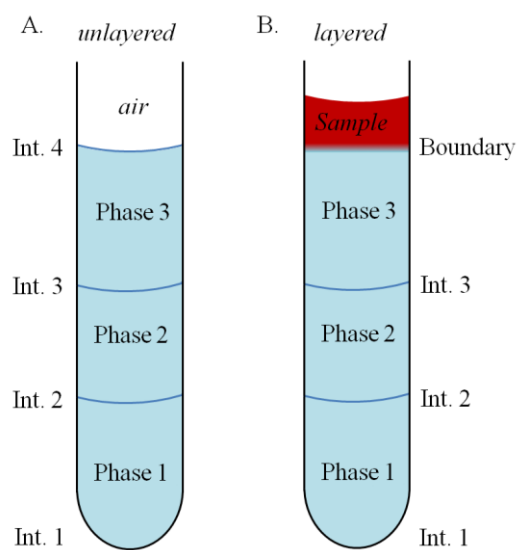 A.
unlayered
air
Int. 4
Phase 3
Int. 3
Phase 2
Int. 2
Phase 1
Int. 1
B.
layered
Sample
Boundary
Phase 3
Int. 3
Phase 2
Int. 2
Phase 1
Int. 1